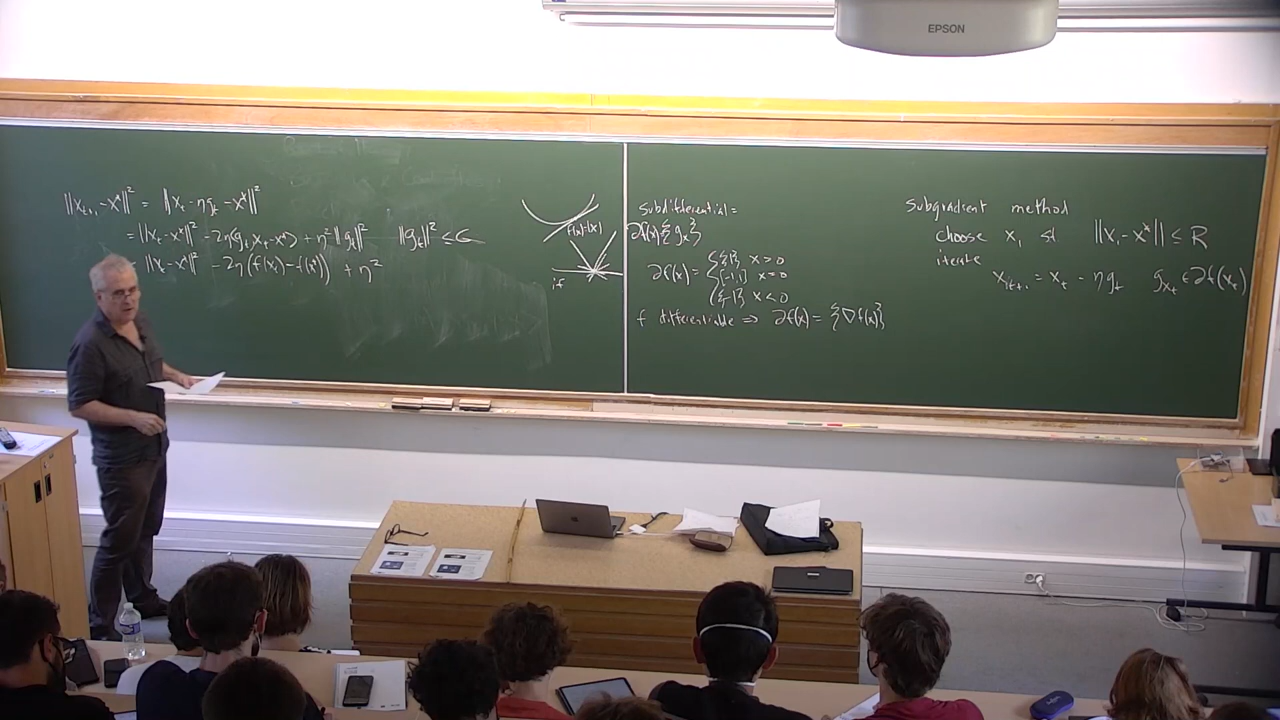 EPSON
‖x_{t+1} - x*‖² = ‖x_t - ηg_t - x*‖²
= ‖x_t - x*‖² - 2η⟨g_t, x_t - x*⟩ + η²‖g_t‖² ‖g_t‖² ≤ G
= ‖x_t - x*‖² - 2η(f(x_t) - f(x*)) + η²
f(x)=|x|
if
Subdifferential =
∂f(x){g_x}
∂f(x) = { {1} x > 0
[-1,1] x = 0
{-1} x < 0
f differentiable ⇒ ∂f(x) = {∇f(x)}
Subgradient method
choose x_1 st ‖x_1 - x*‖ ≤ R
iterate
x_{t+1} = x_t - ηg_t g_{x_t} ∈ ∂f(x_t)